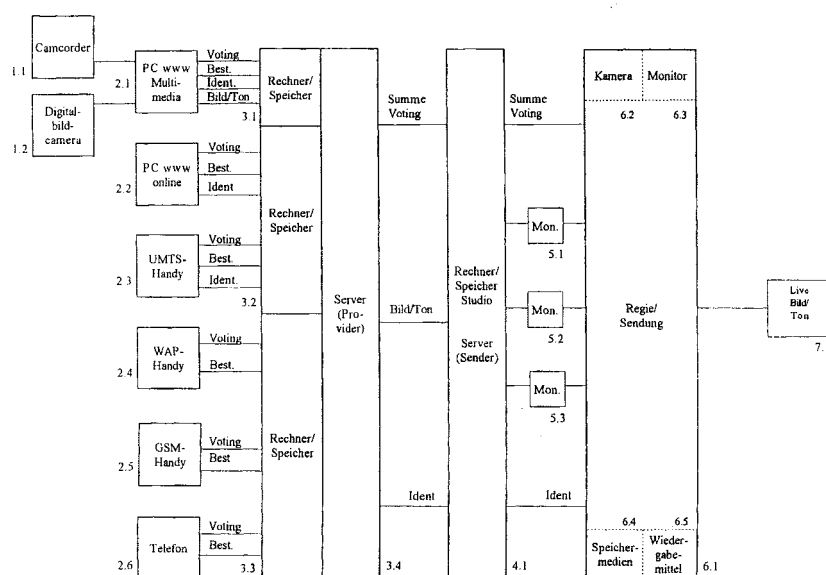 Camcorder
1.1
Digital-
bild-
camera
1.2
PC www
Multi-
media
2.1
Voting
Best.
Ident.
Bild/Ton
PC www
online
2.2
Voting
Best.
Ident
UMTS-
Handy
2.3
Voting
Best.
Ident.
WAP-
Handy
2.4
Voting
Best.
GSM-
Handy
2.5
Voting
Best
Telefon
2.6
Voting
Best.
Rechner/
Speicher
3.1
Rechner/
Speicher
3.2
Rechner/
Speicher
3.3
Server
(Pro-
vider)
3.4
Summe
Voting
Bild/Ton
Ident
Rechner/
Speicher
Studio
Server
(Sender)
4.1
Summe
Voting
Mon.
5.1
Mon.
5.2
Mon.
5.3
Ident
Kamera
Monitor
6.2
6.3
Regie/
Sendung
6.4
6.5
Speicher-
medien
Wieder-
gabe-
mittel
6.1
Live
Bild/
Ton
7.